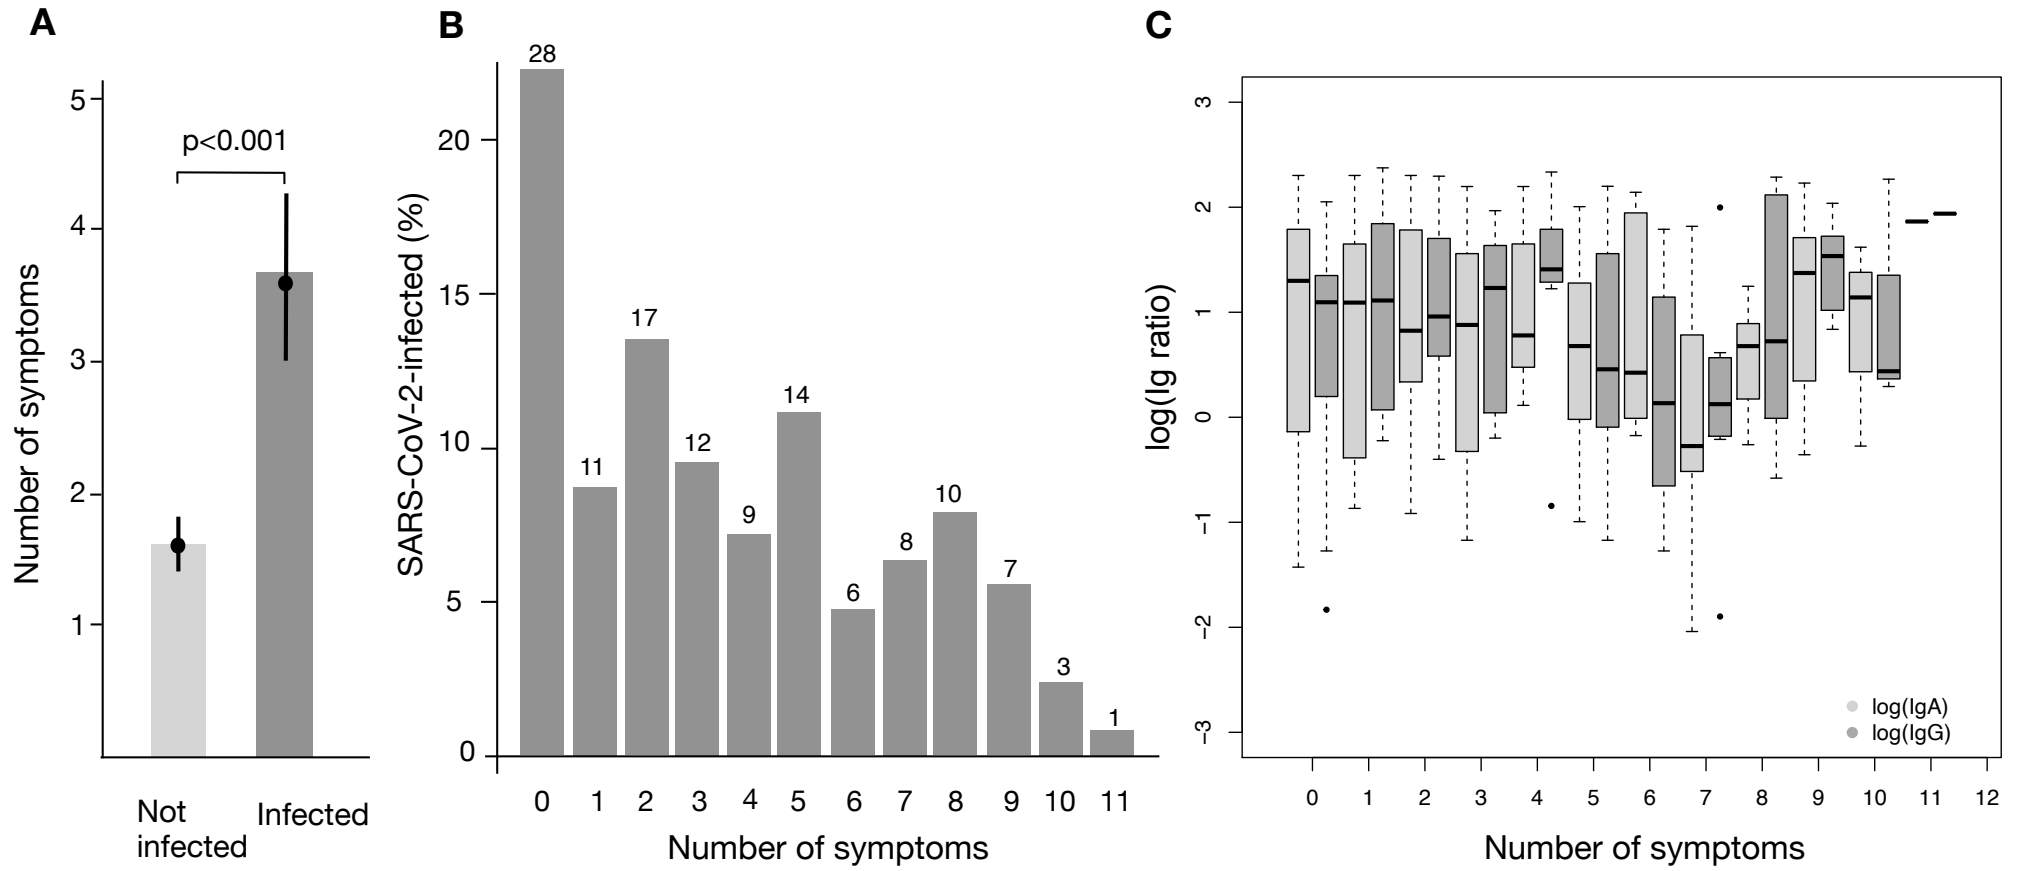 A
Number of symptoms
5
4
3
2
1
p<0.001
Not
infected
Infected
B
SARS-CoV-2-infected (%)
20
15
10
5
0
28
11
17
12
9
14
6
8
10
7
3
1
0 1 2 3 4 5 6 7 8 9 10 11
Number of symptoms
C
log(Ig ratio)
3
2
1
0
−1
−2
−3
log(IgA)
log(IgG)
0 1 2 3 4 5 6 7 8 9 10 11 12
Number of symptoms